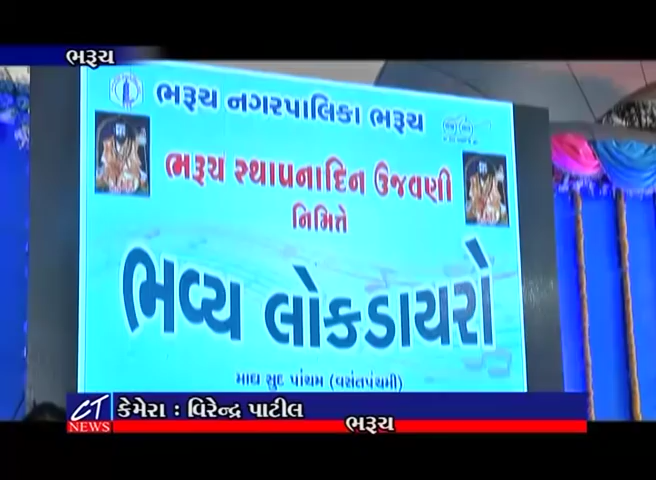 ભરૂચ
ભરૂચ નગરપાલિકા ભરૂચ
ભરૂચ સ્થાપનાદિન ઉજવણી
નિમિત્તે
ભવ્ય લોકડાયરો
માઘ સુદ પાંચમ (વસંતપંચમી)
CT NEWS
કેમેરા : વિરેન્દ્ર પાટીલ
ભરૂચ